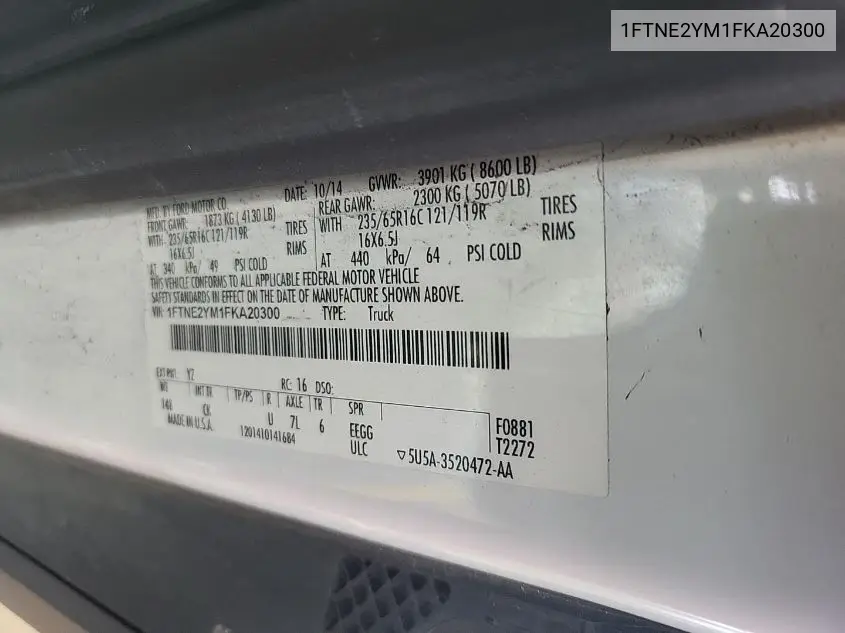 1FTNE2YM1FKA20300
MFD. BY FORD MOTOR CO.
DATE: 10/14 GVWR: 3901 KG ( 8600 LB)
FRONT GAWR: 1873 KG ( 4130 LB)
WITH 235/65R16C 121/119R TIRES
16X6.5J RIMS
AT 340 kPa/ 49 PSI COLD
REAR GAWR: 2300 KG ( 5070 LB)
WITH 235/65R16C 121/119R TIRES
16X6.5J RIMS
AT 440 kPa/ 64 PSI COLD
THIS VEHICLE CONFORMS TO ALL APPLICABLE FEDERAL MOTOR VEHICLE
SAFETY STANDARDS IN EFFECT ON THE DATE OF MANUFACTURE SHOWN ABOVE.
VIN: 1FTNE2YM1FKA20300 TYPE: Truck
EXT PNT: YZ RC: 16 DSO:
WB INT TR TP/PS R AXLE TR SPR
148 CK U 7L 6 EEGG
MADE IN U.S.A. 1201410141684 ULC
F0881
T2272
▽5U5A-3520472-AA